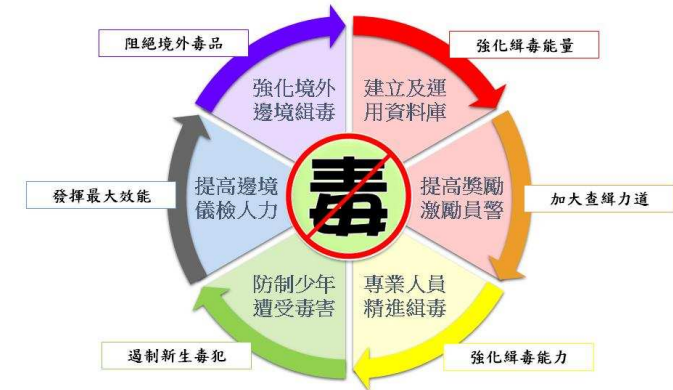 阻絕境外毒品
強化緝毒能量
強化境外
邊境緝毒
建立及運
用資料庫
發揮最大效能
提高邊境
儀檢人力
毒
提高獎勵
激勵員警
加大查緝力道
防制少年
遭受毒害
專業人員
精進緝毒
遏制新生毒犯
強化緝毒能力